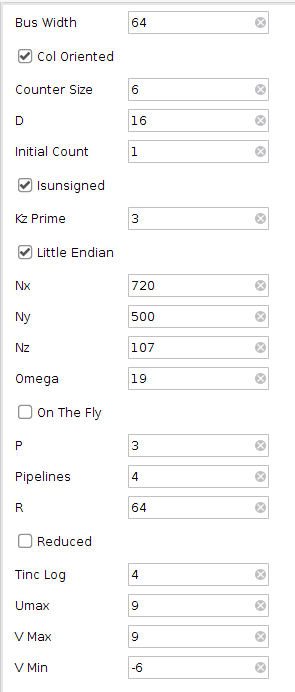 Bus Width 64
Col Oriented
Counter Size 6
D 16
Initial Count 1
Isunsigned
Kz Prime 3
Little Endian
Nx 720
Ny 500
Nz 107
Omega 19
On The Fly
P 3
Pipelines 4
R 64
Reduced
Tinc Log 4
Umax 9
V Max 9
V Min -6